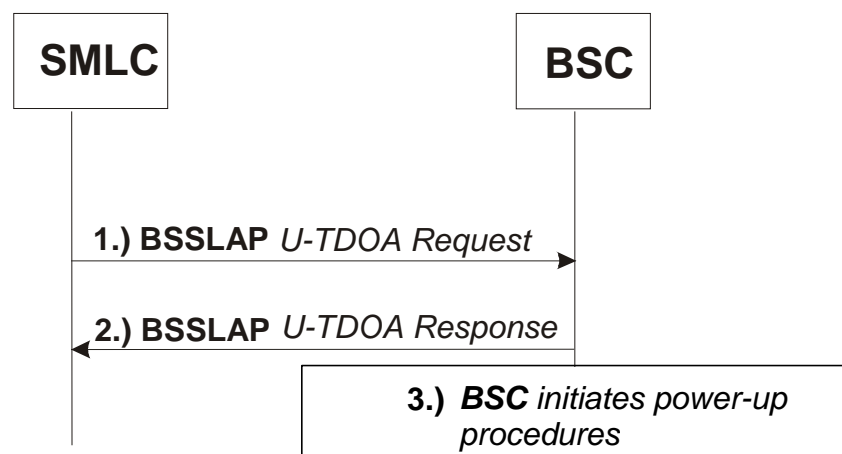 SMLC
BSC
1.) BSSLAP U-TDOA Request
2.) BSSLAP U-TDOA Response
3.) BSC initiates power-up
procedures